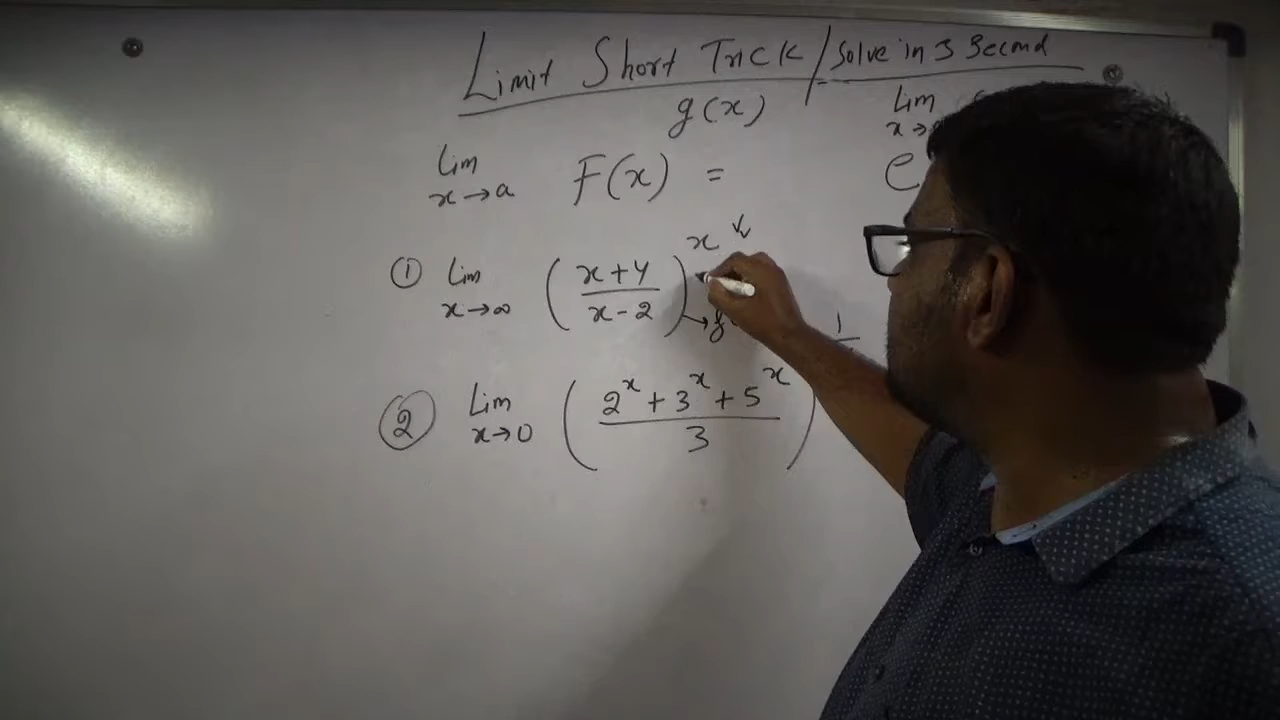 Limit Short Trick / Solve in 3 Second
g(x)
Lim
x→a F(x) = e
Lim
x→
① Lim
x→∞ (x+4 / x-2) x
② Lim
x→0 (2^x + 3^x + 5^x / 3) 1